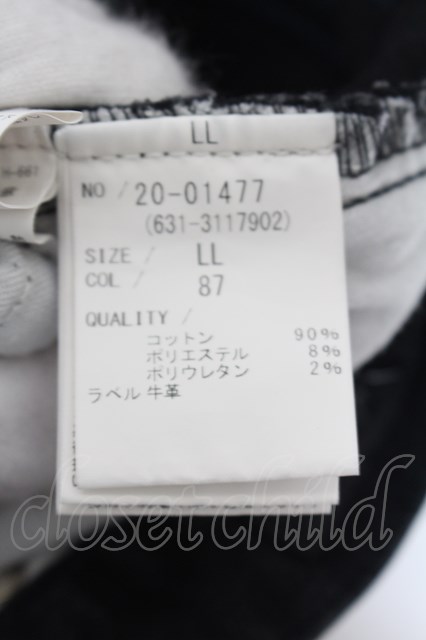 LL
NO / 20-01477
(631-3117902)
SIZE / LL
COL / 87
QUALITY /
コットン 90%
ポリエステル 8%
ポリウレタン 2%
ラベル 牛革
closet child